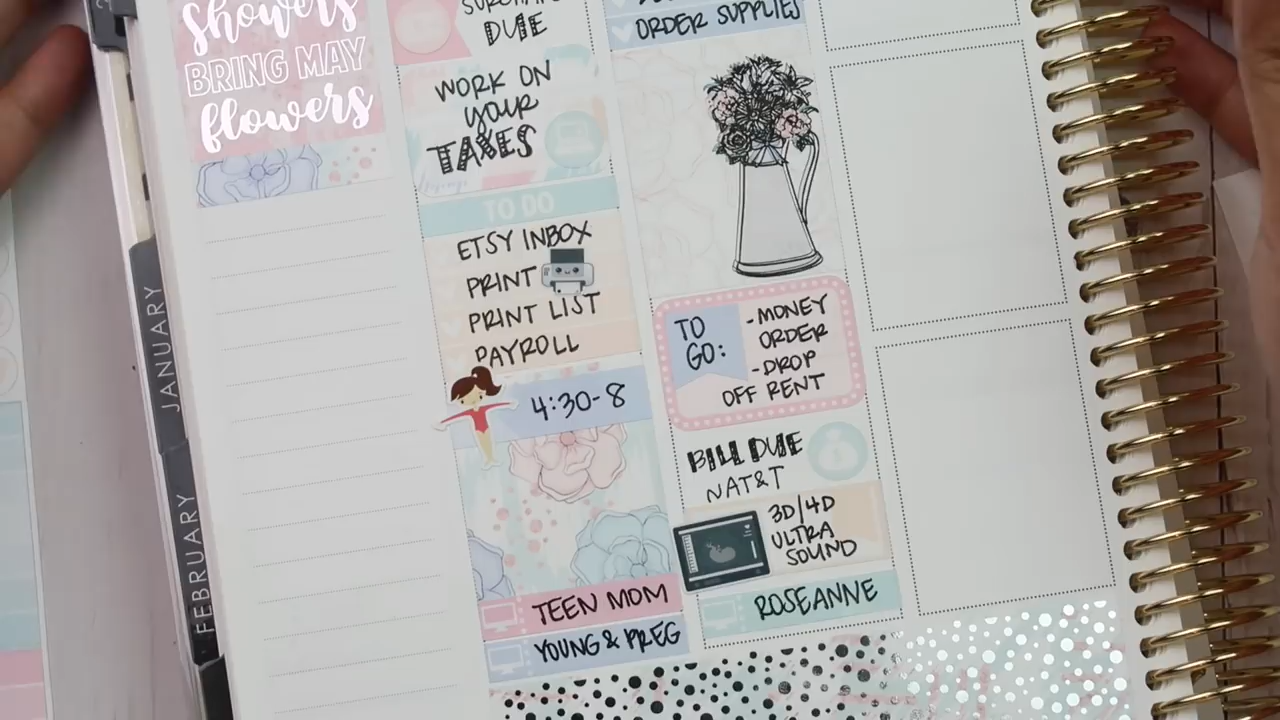 showers
BRING MAY
flowers
JANUARY
FEBRUARY
DUE
WORK ON
your
TAXES
TO DO
ETSY INBOX
PRINT
PRINT LIST
PAYROLL
4:30-8
TEEN MOM
YOUNG & PREG
ORDER SUPPLIES
TO
GO:
-MONEY
ORDER
-DROP
OFF RENT
BILL DUE
NAT&T
3D/4D
ULTRA
SOUND
ROSEANNE